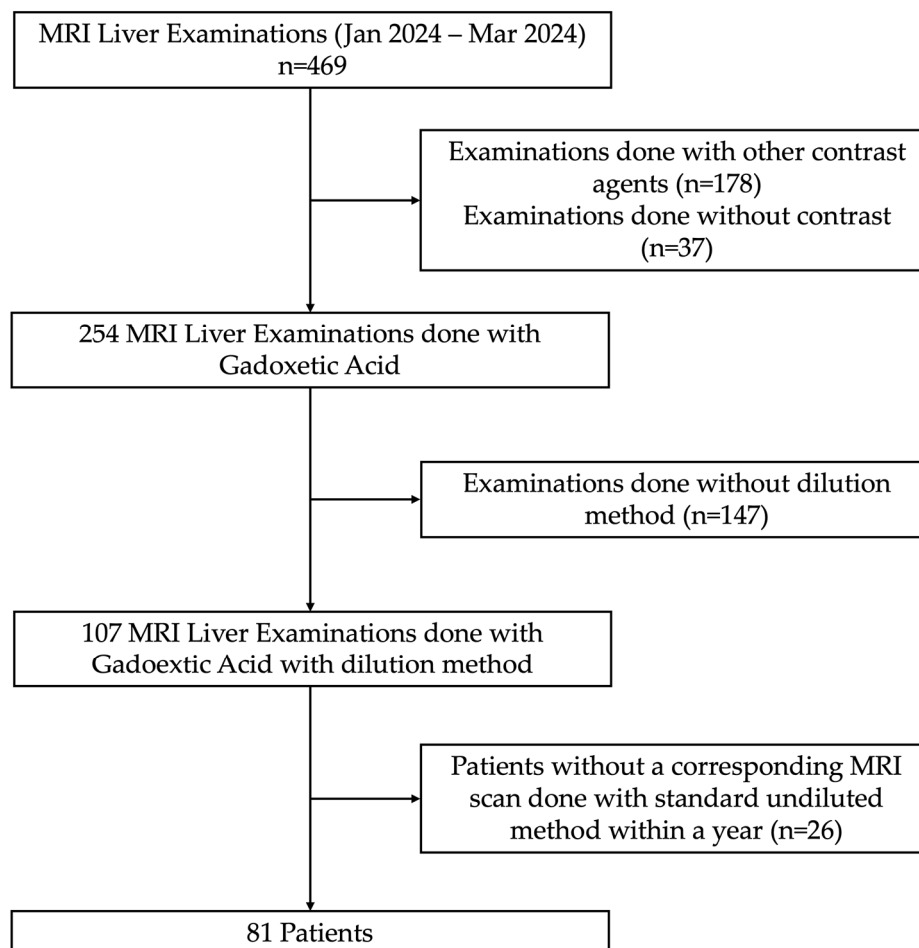 MRI Liver Examinations (Jan 2024 – Mar 2024)
n=469
Examinations done with other contrast
agents (n=178)
Examinations done without contrast
(n=37)
254 MRI Liver Examinations done with
Gadoxetic Acid
Examinations done without dilution
method (n=147)
107 MRI Liver Examinations done with
Gadoextic Acid with dilution method
Patients without a corresponding MRI
scan done with standard undiluted
method within a year (n=26)
81 Patients